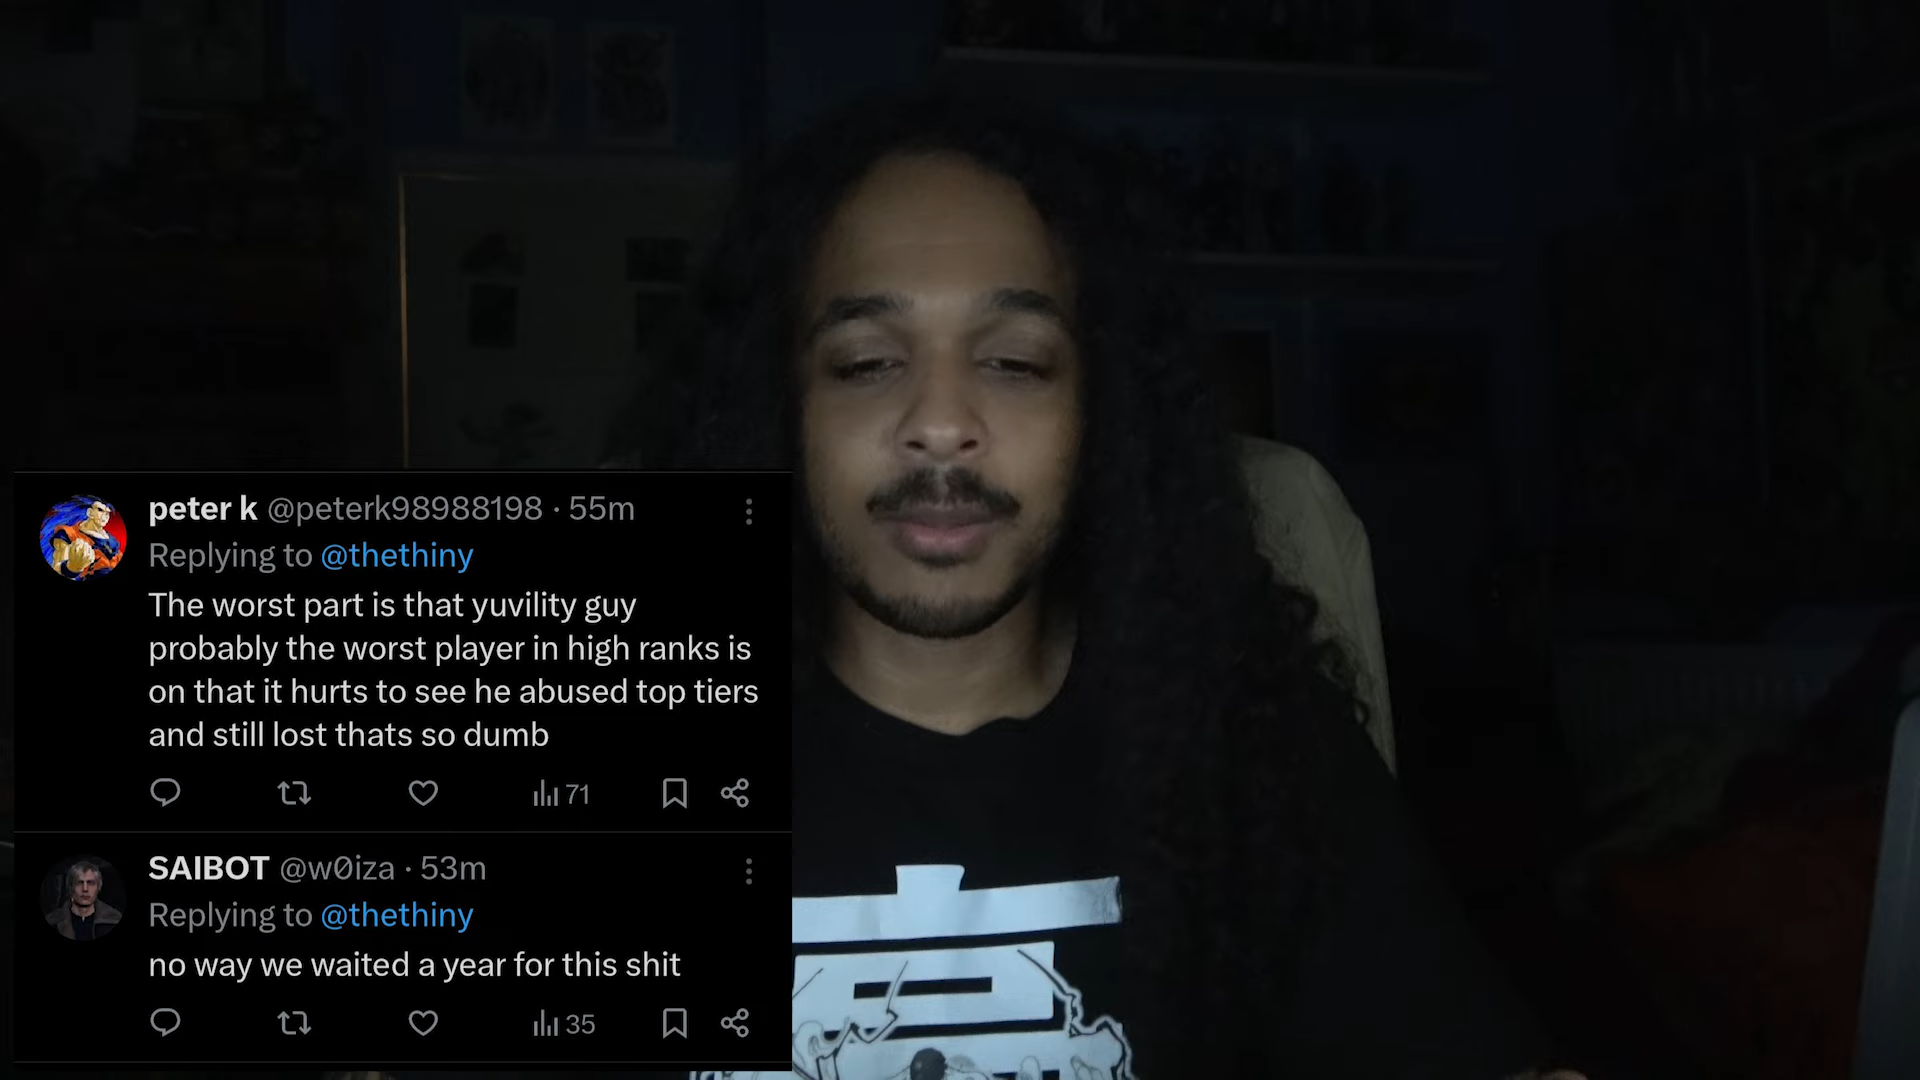 peter k @peterk98988198 · 55m
Replying to @thethiny
The worst part is that yuvility guy
probably the worst player in high ranks is
on that it hurts to see he abused top tiers
and still lost thats so dumb
71
SAIBOT @w0iza · 53m
Replying to @thethiny
no way we waited a year for this shit
35